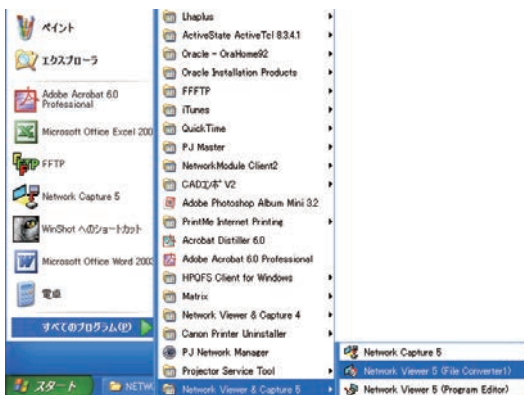 ペイント
エクスプローラ
Adobe Acrobat 6.0
Professional
Microsoft Office Excel 200
FFTP
Network Capture 5
WinShot へのショートカット
Microsoft Office Word 2003
電卓
すべてのプログラム(P)
スタート
NETW
Lhaplus
ActiveState ActiveTcl 8.3.4.1
Oracle - OraHome92
Oracle Installation Products
FFFTP
iTunes
QuickTime
PJ Master
NetworkModule Client2
CADコンポ V2
Adobe Photoshop Album Mini 3.2
PrintMe Internet Printing
Acrobat Distiller 6.0
Adobe Acrobat 6.0 Professional
HPQFS Client for Windows
Matrix
Network Viewer & Capture 4
Canon Printer Uninstaller
PJ Network Manager
Projector Service Tool
Network Viewer & Capture 5
Network Capture 5
Network Viewer 5 (File Converter1)
Network Viewer 5 (Program Editor)